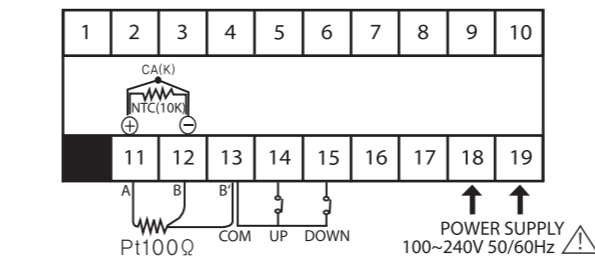 1 2 3 4 5 6 7 8 9 10
CA(K)
NTC(10K)
+ −
11 12 13 14 15 16 17 18 19
A B B'
COM UP DOWN
Pt100Ω
POWER SUPPLY
100~240V 50/60Hz